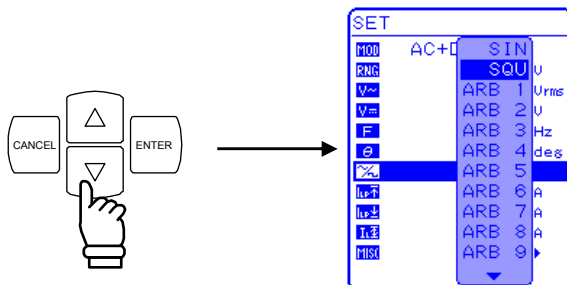 SET
MOD AC+D SIN
RNG SQU V
V~ ARB 1 Vrms
V= ARB 2 V
F ARB 3 Hz
θ ARB 4 deg
ARB 5
ARB 6 A
ARB 7 A
ARB 8 A
MISC ARB 9
CANCEL ENTER